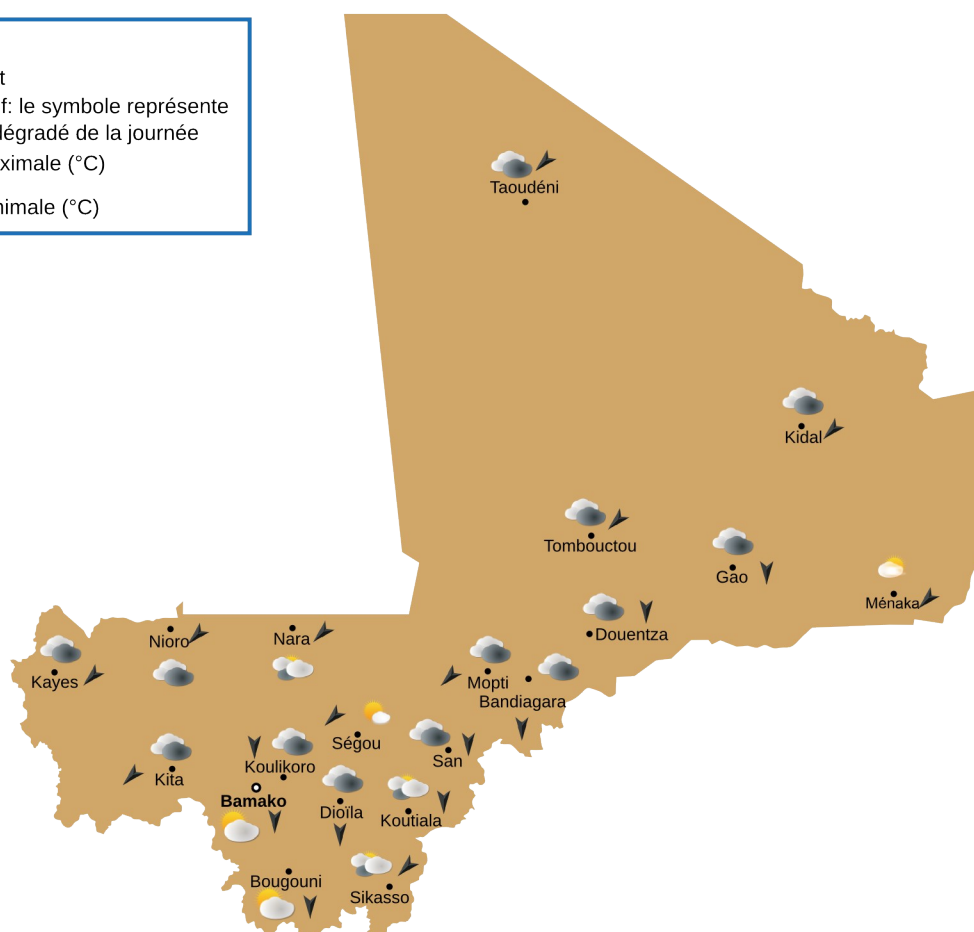 t
f: le symbole représente
légradé de la journée
ximale (°C)
nimale (°C)
Taoudéni
Kidal
Tombouctou
Gao
Ménaka
Douentza
Nioro
Nara
Kayes
Mopti
Bandiagara
Ségou
San
Koulikoro
Kita
Bamako
Dioïla
Koutiala
Bougouni
Sikasso